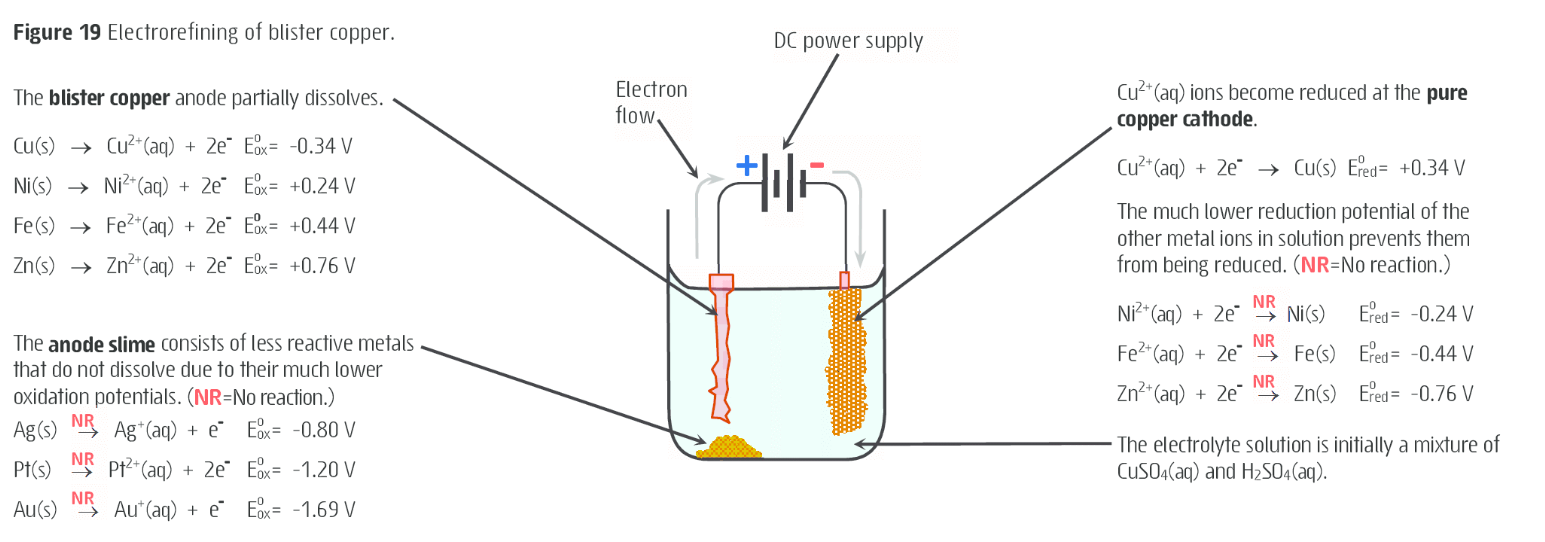 Figure 19 Electrorefining of blister copper.
The blister copper anode partially dissolves.
Cu(s) → Cu²⁺(aq) + 2e⁻ E°ox= -0.34 V
Ni(s) → Ni²⁺(aq) + 2e⁻ E°ox= +0.24 V
Fe(s) → Fe²⁺(aq) + 2e⁻ E°ox= +0.44 V
Zn(s) → Zn²⁺(aq) + 2e⁻ E°ox= +0.76 V
The anode slime consists of less reactive metals
that do not dissolve due to their much lower
oxidation potentials. (NR=No reaction.)
Ag(s) NR→ Ag⁺(aq) + e⁻ E°ox= -0.80 V
Pt(s) NR→ Pt²⁺(aq) + 2e⁻ E°ox= -1.20 V
Au(s) NR→ Au⁺(aq) + e⁻ E°ox= -1.69 V
DC power supply
Electron
flow
+ −
Cu²⁺(aq) ions become reduced at the pure
copper cathode.
Cu²⁺(aq) + 2e⁻ → Cu(s) E°red= +0.34 V
The much lower reduction potential of the
other metal ions in solution prevents them
from being reduced. (NR=No reaction.)
Ni²⁺(aq) + 2e⁻ NR→ Ni(s) E°red= -0.24 V
Fe²⁺(aq) + 2e⁻ NR→ Fe(s) E°red= -0.44 V
Zn²⁺(aq) + 2e⁻ NR→ Zn(s) E°red= -0.76 V
The electrolyte solution is initially a mixture of
CuSO₄(aq) and H₂SO₄(aq).